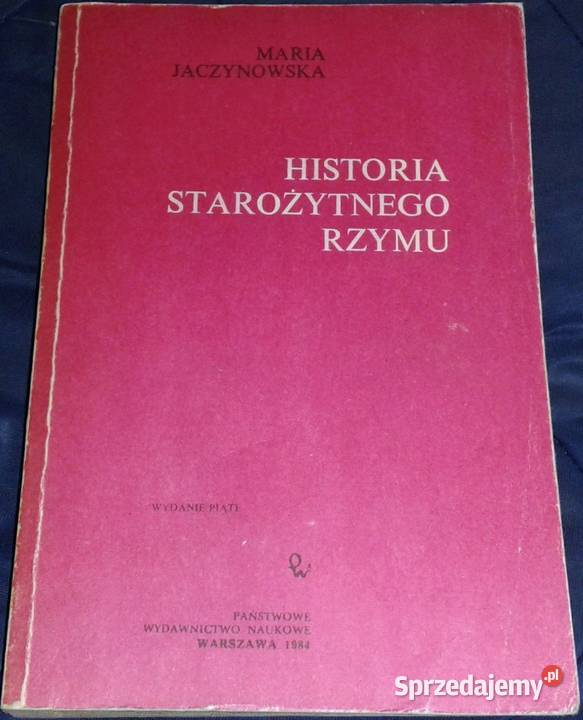 MARIA
JACZYNOWSKA
HISTORIA
STAROŻYTNEGO
RZYMU
WYDANIE PIĄTE
PAŃSTWOWE
WYDAWNICTWO NAUKOWE
WARSZAWA 1984
Sprzedajemy.pl